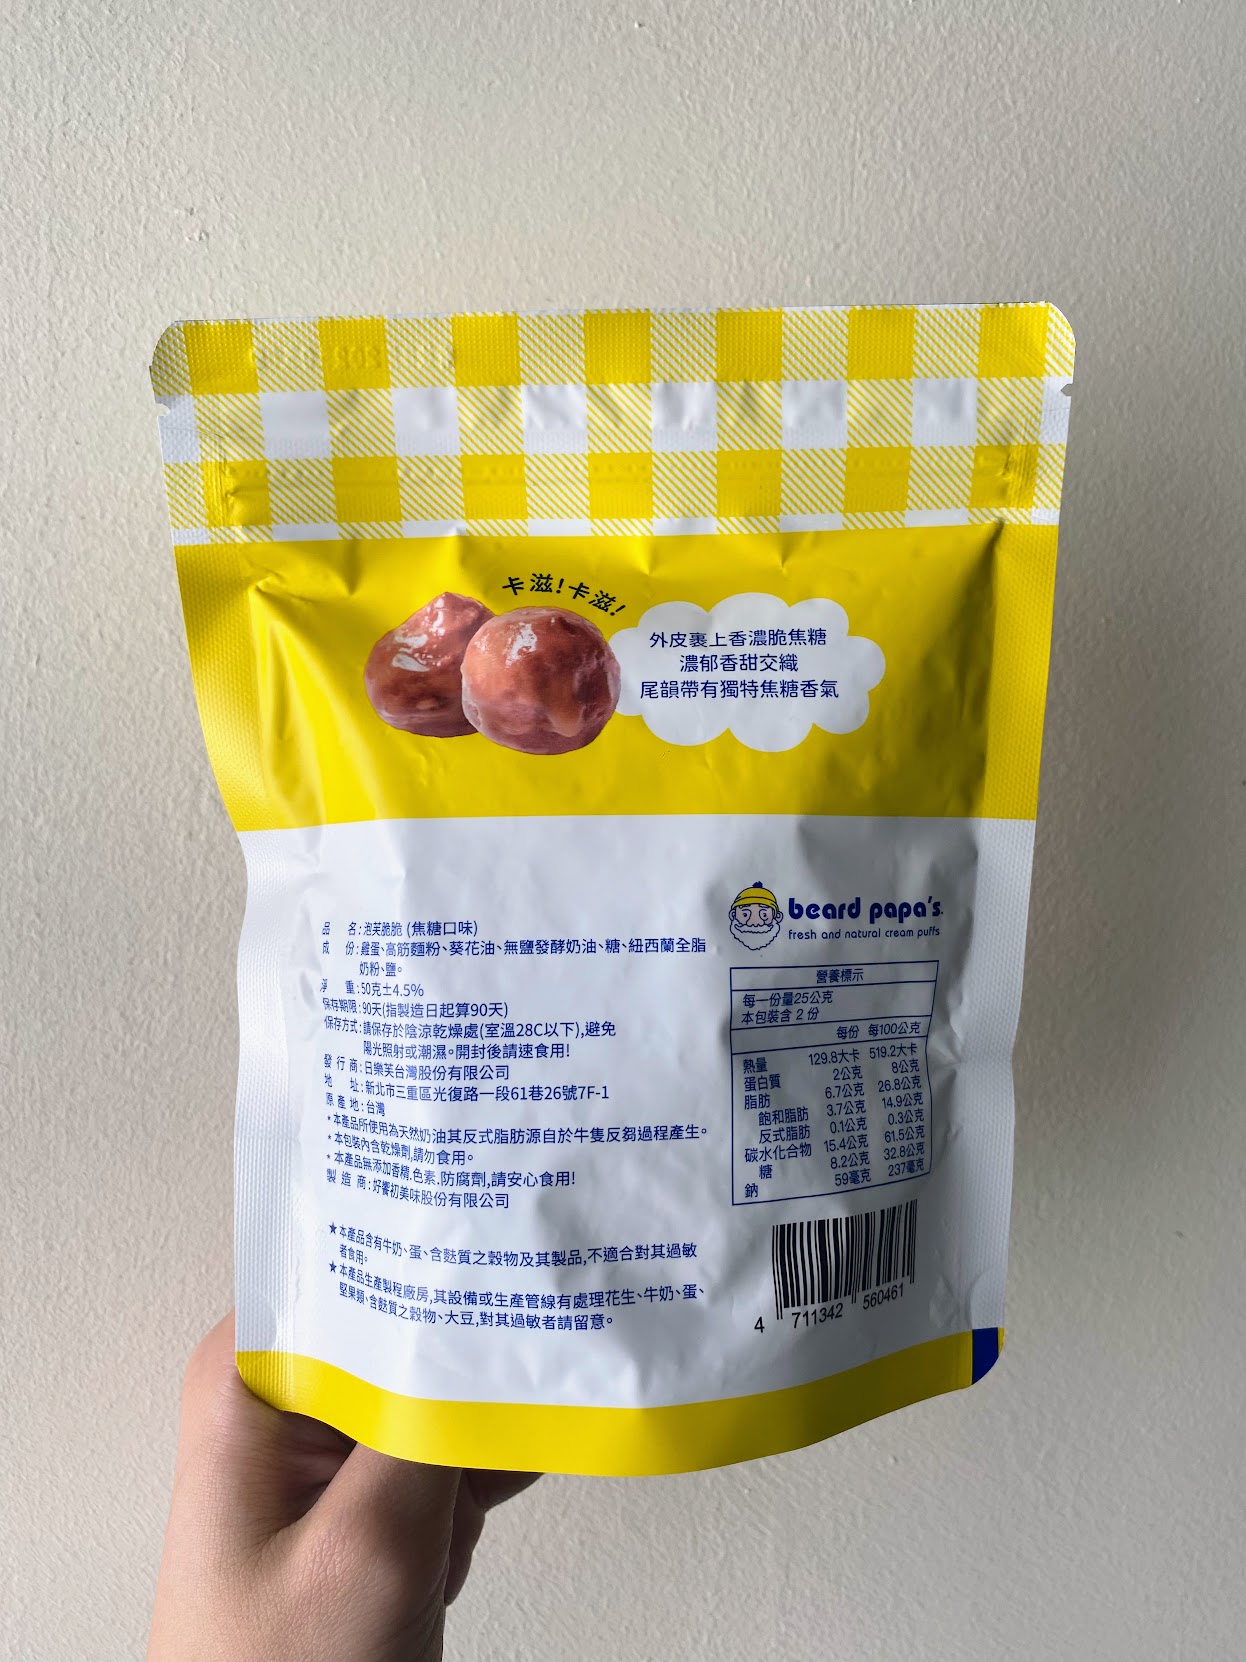 卡滋!卡滋!
外皮裹上香濃脆焦糖
濃郁香甜交織
尾韻帶有獨特焦糖香氣
品 名:泡芙脆脆 (焦糖口味)
成 份:雞蛋、高筋麵粉、葵花油、無鹽發酵奶油、糖、紐西蘭全脂
奶粉、鹽。
淨 重:50克±4.5%
保存期限:90天(指製造日起算90天)
保存方式:請保存於陰涼乾燥處(室溫28C以下),避免
陽光照射或潮濕。開封後請速食用!
發 行 商:日樂芙台灣股份有限公司
地 址:新北市三重區光復路一段61巷26號7F-1
原 產 地:台灣
*本產品所使用為天然奶油其反式脂肪源自於牛隻反芻過程產生。
*本包裝內含乾燥劑,請勿食用。
*本產品無添加香精.色素.防腐劑,請安心食用!
製 造 商:好饗初美味股份有限公司
★本產品含有牛奶、蛋、含麩質之穀物及其製品,不適合對其過敏
者食用。
★本產品生產製程廠房,其設備或生產管線有處理花生、牛奶、蛋、
堅果類、含麩質之穀物、大豆,對其過敏者請留意。
beard papa's.
fresh and natural cream puffs
營養標示
每一份量25公克
本包裝含 2 份
每份 每100公克
熱量 129.8大卡 519.2大卡
蛋白質 2公克 8公克
脂肪 6.7公克 26.8公克
飽和脂肪 3.7公克 14.9公克
反式脂肪 0.1公克 0.3公克
碳水化合物 15.4公克 61.5公克
糖 8.2公克 32.8公克
鈉 59毫克 237毫克
4 711342 560461